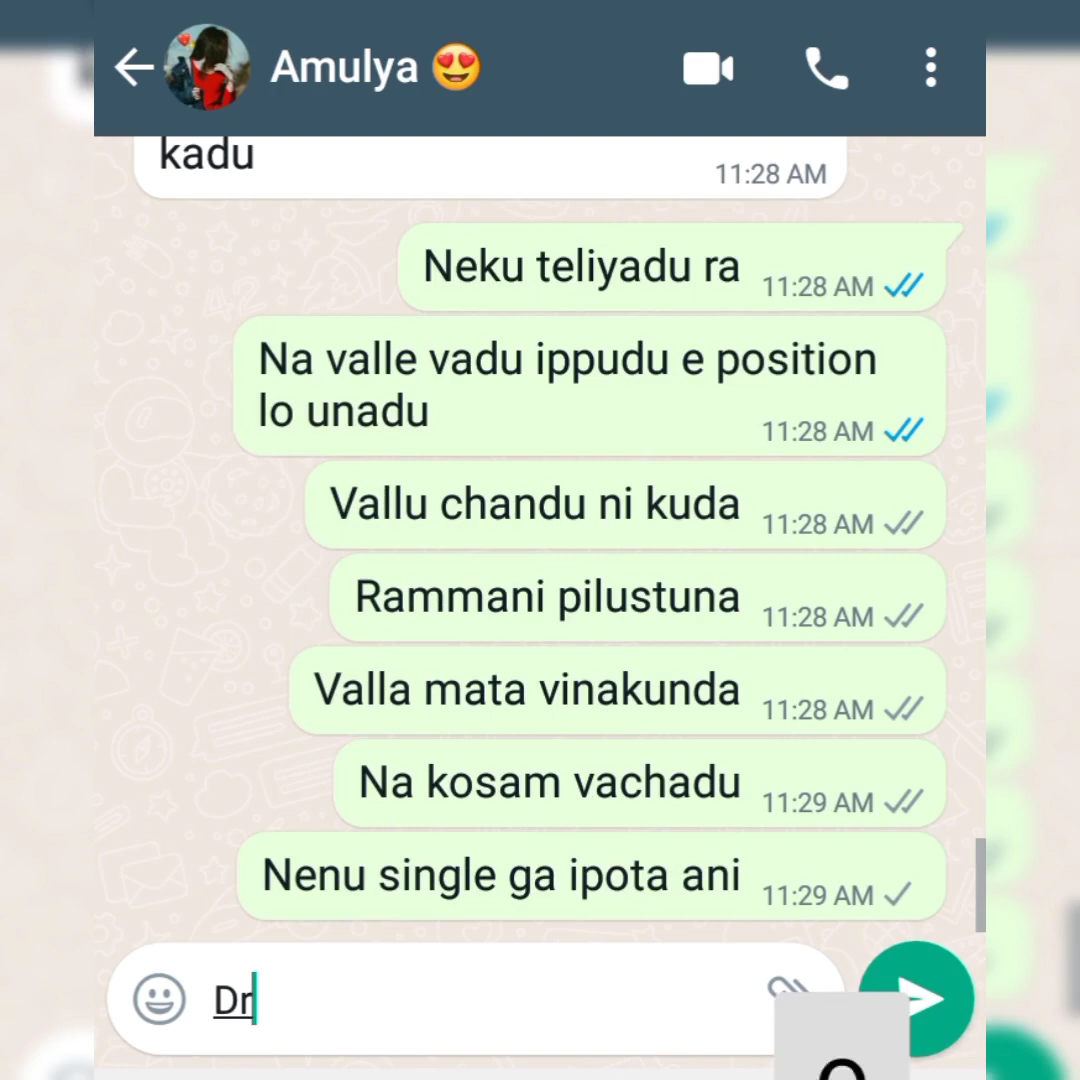 Amulya 😍
kadu
11:28 AM
Neku teliyadu ra
11:28 AM
Na valle vadu ippudu e position
lo unadu
11:28 AM
Vallu chandu ni kuda
11:28 AM
Rammani pilustuna
11:28 AM
Valla mata vinakunda
11:28 AM
Na kosam vachadu
11:29 AM
Nenu single ga ipota ani
11:29 AM
Dr